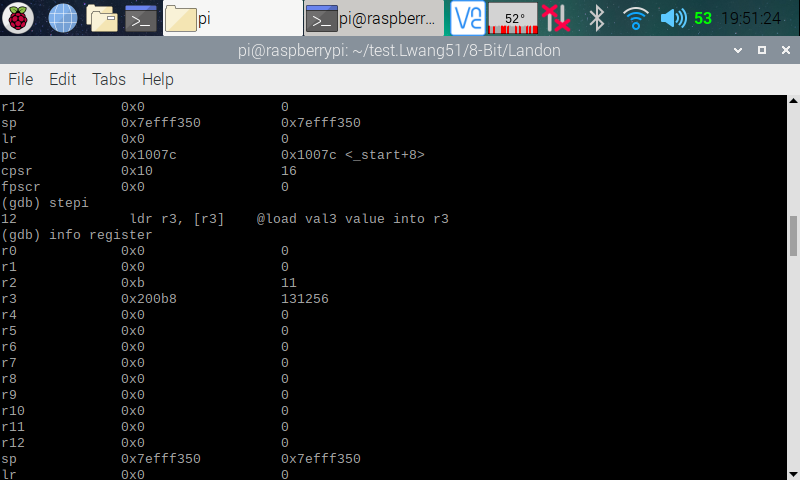 pi
pi@raspberr...
52°
53
19:51:24
pi@raspberrypi: ~/test.Lwang51/8-Bit/Landon
File Edit Tabs Help
r12 0x0 0
sp 0x7efff350 0x7efff350
lr 0x0 0
pc 0x1007c 0x1007c <_start+8>
cpsr 0x10 16
fpscr 0x0 0
(gdb) stepi
12 ldr r3, [r3] @load val3 value into r3
(gdb) info register
r0 0x0 0
r1 0x0 0
r2 0xb 11
r3 0x200b8 131256
r4 0x0 0
r5 0x0 0
r6 0x0 0
r7 0x0 0
r8 0x0 0
r9 0x0 0
r10 0x0 0
r11 0x0 0
r12 0x0 0
sp 0x7efff350 0x7efff350
lr 0x0 0